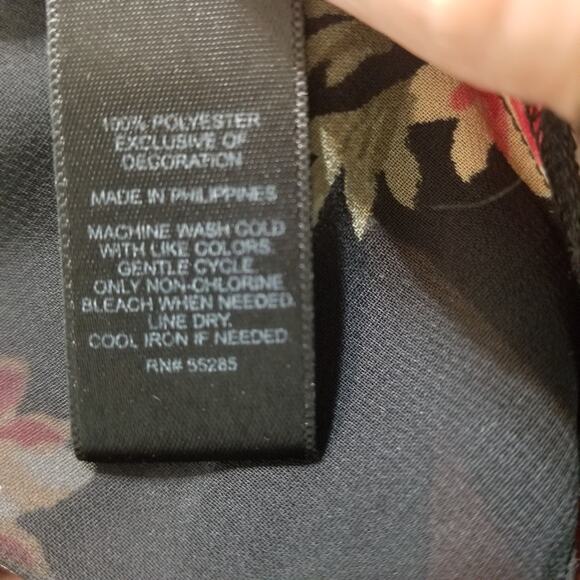 100% POLYESTER
EXCLUSIVE OF
DECORATION
MADE IN PHILIPPINES
MACHINE WASH COLD
WITH LIKE COLORS.
GENTLE CYCLE.
ONLY NON-CHLORINE
BLEACH WHEN NEEDED.
LINE DRY.
COOL IRON IF NEEDED.
RN# 55285